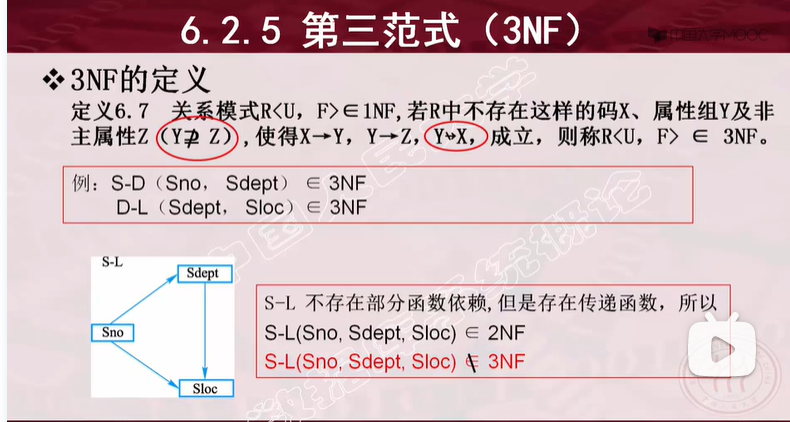 6.2.5 第三范式（3NF）
中国大学MOOC
❖3NF的定义
定义6.7 关系模式R<U，F>∈1NF,若R中不存在这样的码X、属性组Y及非
主属性Z（Y⊉Z）,使得X→Y，Y→Z，Y↛X，成立，则称R<U，F> ∈ 3NF。
例：S-D（Sno， Sdept） ∈ 3NF
D-L（Sdept， Sloc）∈ 3NF
S-L
Sdept
Sno
Sloc
S-L 不存在部分函数依赖,但是存在传递函数，所以
S-L(Sno, Sdept, Sloc) ∈ 2NF
S-L(Sno, Sdept, Sloc) ∉ 3NF